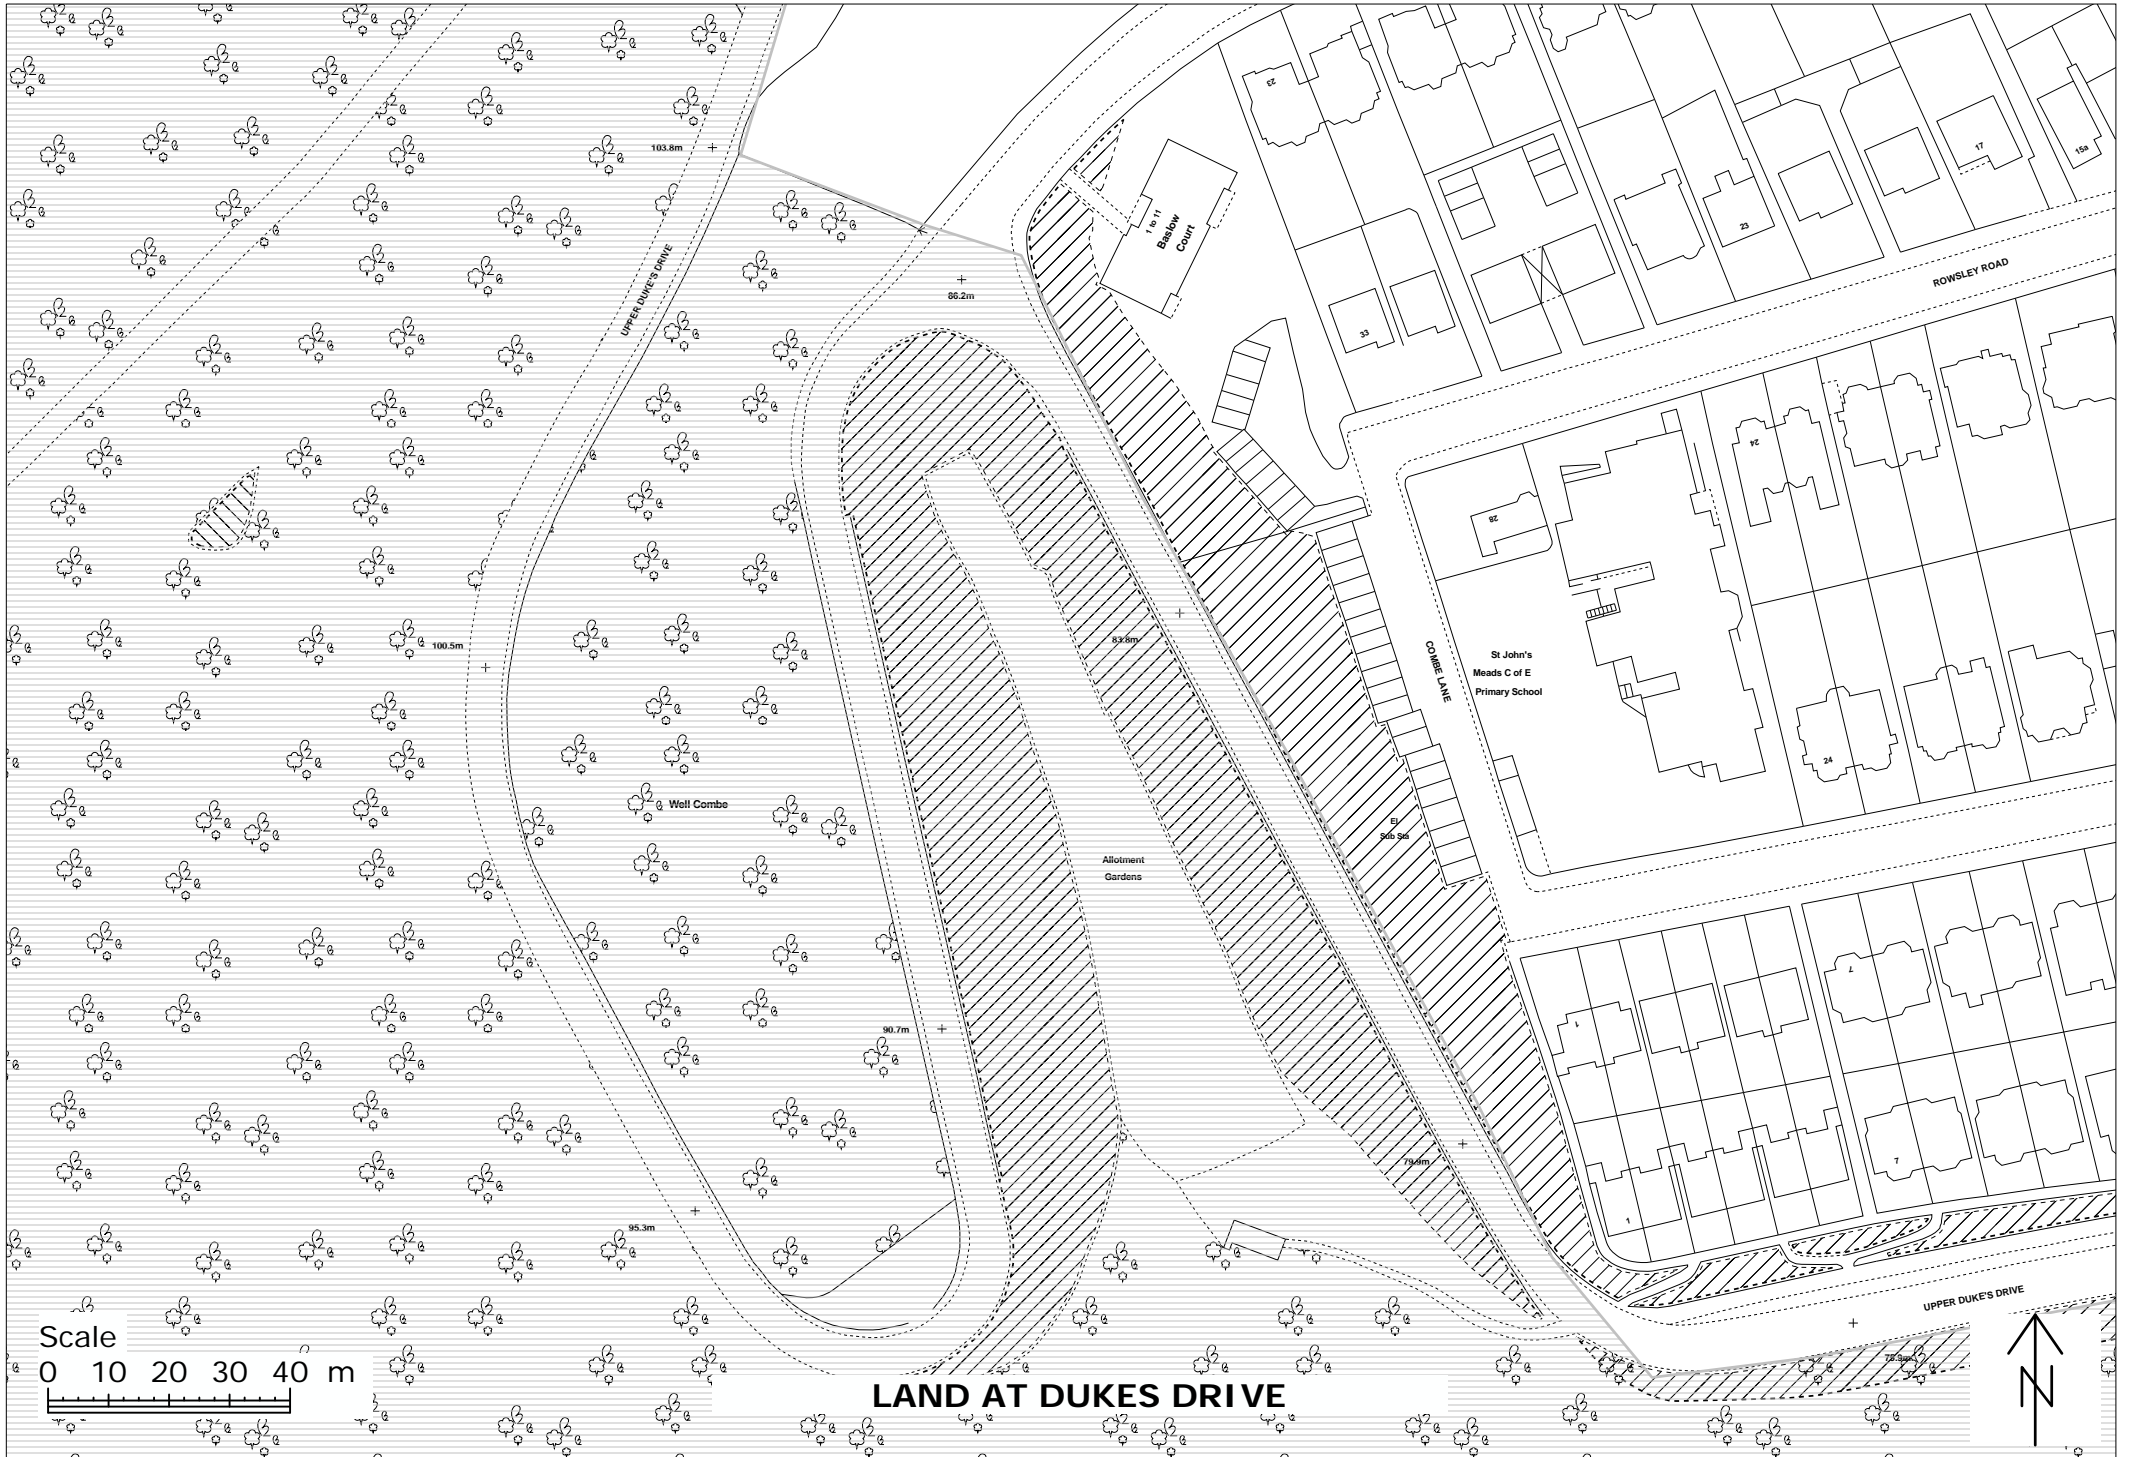 103.8m
UPPER DUKE'S DRIVE
86.2m
23
1 to 11
Baslow
Court
33
23
17
15a
ROWSLEY ROAD
28
24
100.5m
83.8m
COMBE LANE
St John's
Meads C of E
Primary School
24
Well Combe
El
Sub Sta
Allotment
Gardens
90.7m
1
7
79.9m
7
1
95.3m
UPPER DUKE'S DRIVE
Scale
0 10 20 30 40 m
LAND AT DUKES DRIVE
N